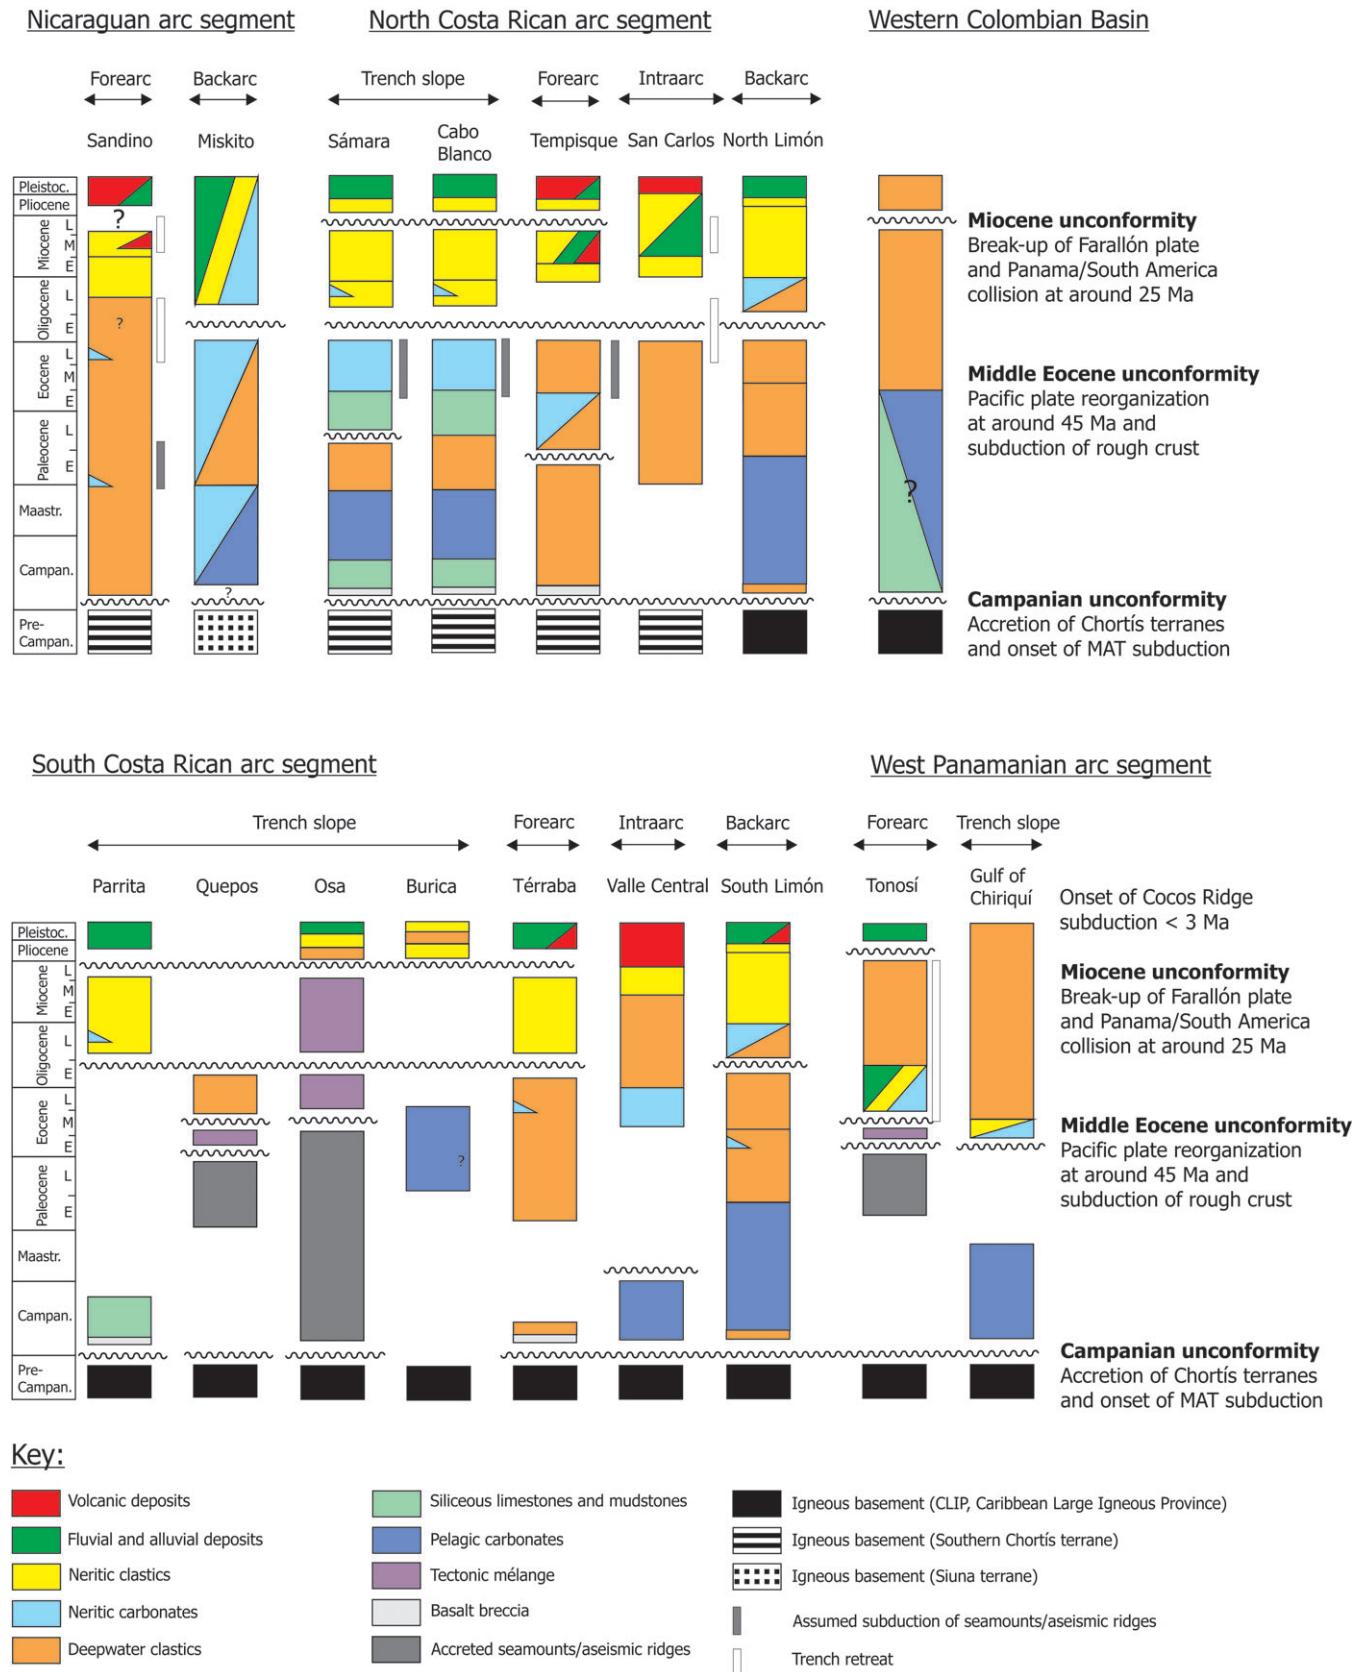 Nicaraguan arc segment
North Costa Rican arc segment
Western Colombian Basin
Forearc
Backarc
Trench slope
Forearc
Intraarc
Backarc
Sandino
Miskito
Sámara
Cabo
Blanco
Tempisque
San Carlos
North Limón
Pleistoc.
Pliocene
Miocene
L
M
E
Oligocene
L
E
Eocene
L
M
E
Paleocene
L
E
Maastr.
Campan.
Pre-
Campan.
?
?
?
?
Miocene unconformity
Break-up of Farallón plate
and Panama/South America
collision at around 25 Ma
Middle Eocene unconformity
Pacific plate reorganization
at around 45 Ma and
subduction of rough crust
Campanian unconformity
Accretion of Chortís terranes
and onset of MAT subduction
South Costa Rican arc segment
West Panamanian arc segment
Trench slope
Forearc
Intraarc
Backarc
Forearc
Trench slope
Parrita
Quepos
Osa
Burica
Térraba
Valle Central
South Limón
Tonosí
Gulf of
Chiriquí
Pleistoc.
Pliocene
Miocene
L
M
E
Oligocene
L
E
Eocene
L
M
E
Paleocene
L
E
Maastr.
Campan.
Pre-
Campan.
?
Onset of Cocos Ridge
subduction < 3 Ma
Miocene unconformity
Break-up of Farallón plate
and Panama/South America
collision at around 25 Ma
Middle Eocene unconformity
Pacific plate reorganization
at around 45 Ma and
subduction of rough crust
Campanian unconformity
Accretion of Chortís terranes
and onset of MAT subduction
Key:
Volcanic deposits
Fluvial and alluvial deposits
Neritic clastics
Neritic carbonates
Deepwater clastics
Siliceous limestones and mudstones
Pelagic carbonates
Tectonic mélange
Basalt breccia
Accreted seamounts/aseismic ridges
Igneous basement (CLIP, Caribbean Large Igneous Province)
Igneous basement (Southern Chortís terrane)
Igneous basement (Siuna terrane)
Assumed subduction of seamounts/aseismic ridges
Trench retreat